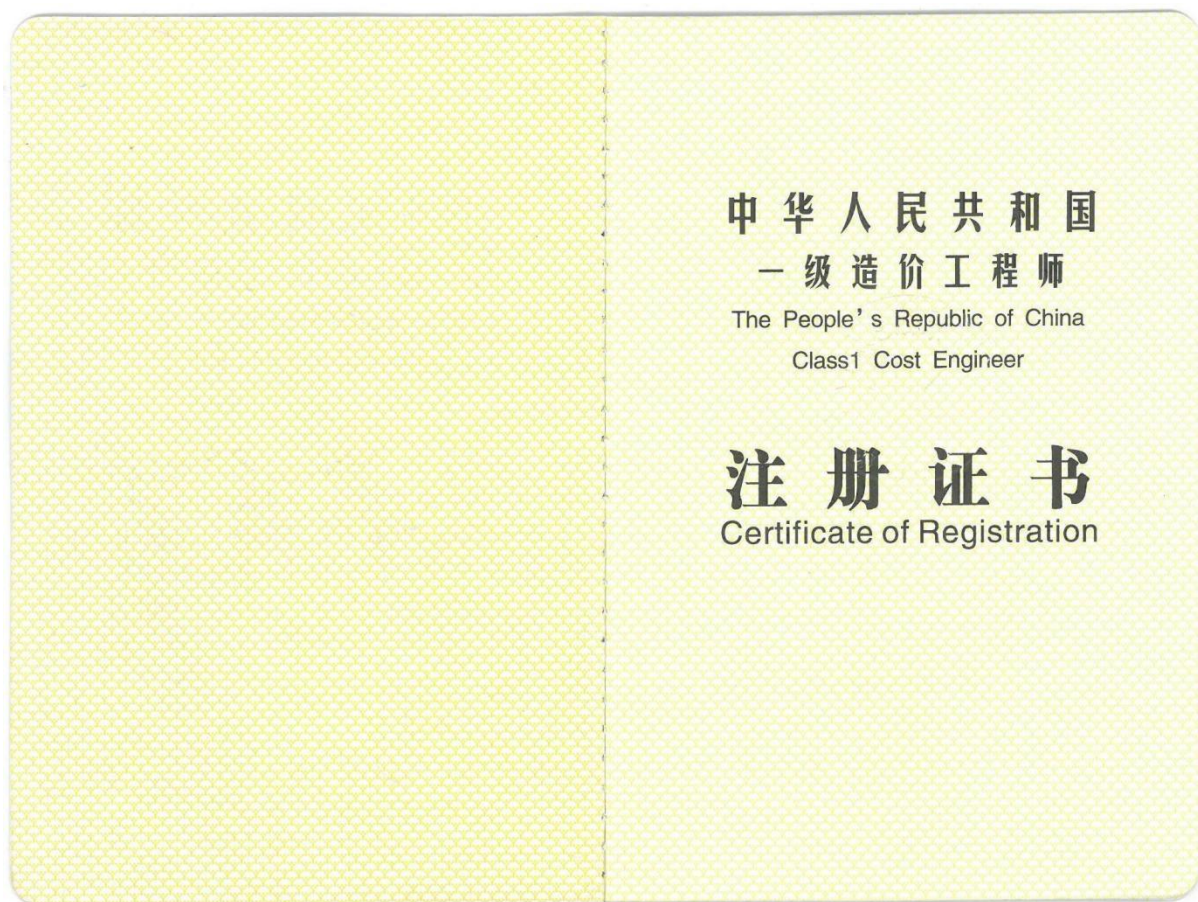 中华人民共和国
一级造价工程师
The People's Republic of China
Class1 Cost Engineer
注册证书
Certificate of Registration